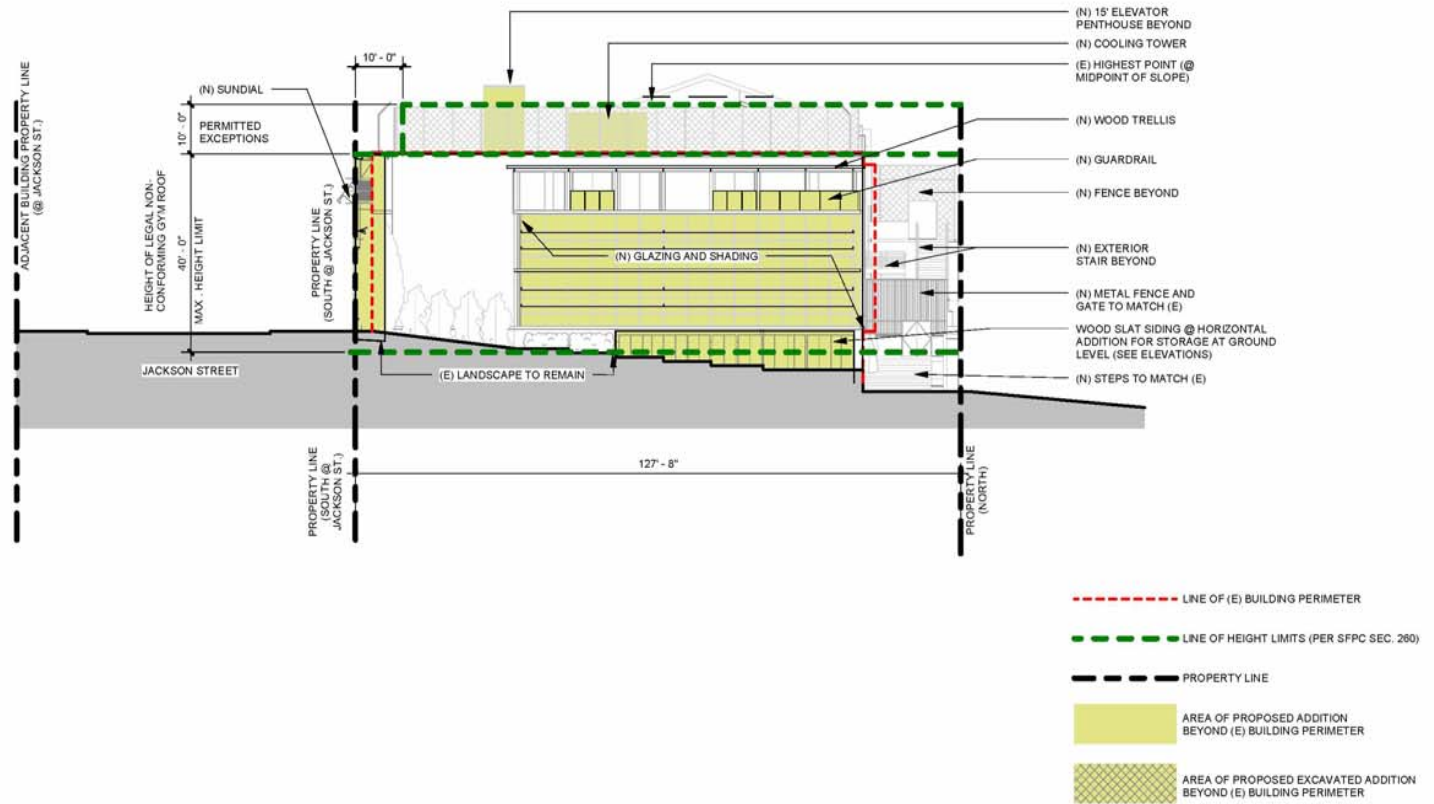 (N) 15' ELEVATOR
PENTHOUSE BEYOND
(N) COOLING TOWER
(E) HIGHEST POINT (@
MIDPOINT OF SLOPE)
10' - 0"
(N) SUNDIAL
10' - 0"
PERMITTED
EXCEPTIONS
(N) WOOD TRELLIS
(N) GUARDRAIL
(N) FENCE BEYOND
ADJACENT BUILDING PROPERTY LINE
(@ JACKSON ST.)
HEIGHT OF LEGAL NON-
CONFORMING GYM ROOF
40' - 0"
MAX. HEIGHT LIMIT
PROPERTY LINE
(SOUTH @ JACKSON ST.)
(N) GLAZING AND SHADING
(N) EXTERIOR
STAIR BEYOND
(N) METAL FENCE AND
GATE TO MATCH (E)
WOOD SLAT SIDING @ HORIZONTAL
ADDITION FOR STORAGE AT GROUND
LEVEL (SEE ELEVATIONS)
(N) STEPS TO MATCH (E)
JACKSON STREET
(E) LANDSCAPE TO REMAIN
PROPERTY LINE
(SOUTH @
JACKSON ST.)
127' - 8"
PROPERTY LINE
(NORTH)
LINE OF (E) BUILDING PERIMETER
LINE OF HEIGHT LIMITS (PER SFPC SEC. 260)
PROPERTY LINE
AREA OF PROPOSED ADDITION
BEYOND (E) BUILDING PERIMETER
AREA OF PROPOSED EXCAVATED ADDITION
BEYOND (E) BUILDING PERIMETER